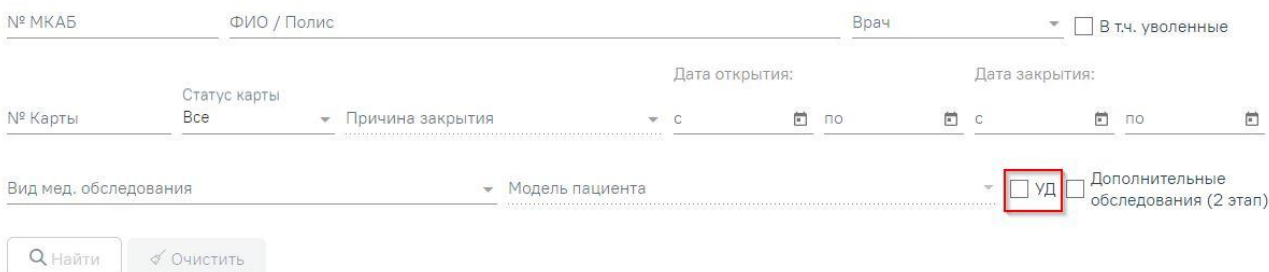 № МКАБ ФИО / Полис Врач В т.ч. уволенные
Дата открытия: Дата закрытия:
Статус карты
№ Карты Все Причина закрытия с по с по
Вид мед. обследования Модель пациента УД Дополнительные
обследования (2 этап)
Найти Очистить